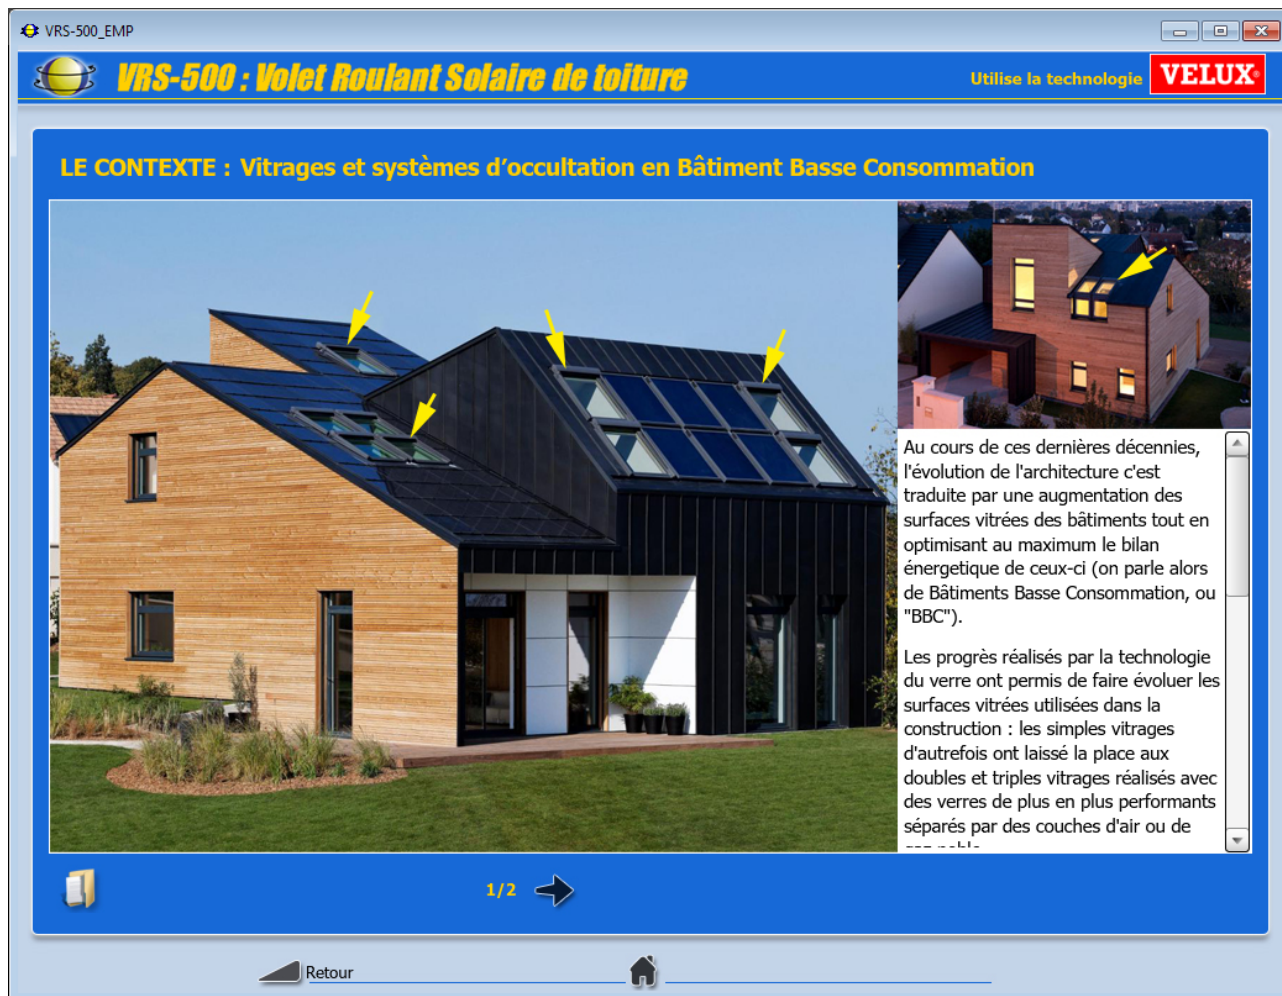 VRS-500_EMP
VRS-500 : Volet Roulant Solaire de toiture
Utilise la technologie VELUX®
LE CONTEXTE : Vitrages et systèmes d'occultation en Bâtiment Basse Consommation
Au cours de ces dernières décennies,
l'évolution de l'architecture c'est
traduite par une augmentation des
surfaces vitrées des bâtiments tout en
optimisant au maximum le bilan
énergetique de ceux-ci (on parle alors
de Bâtiments Basse Consommation, ou
"BBC").
Les progrès réalisés par la technologie
du verre ont permis de faire évoluer les
surfaces vitrées utilisées dans la
construction : les simples vitrages
d'autrefois ont laissé la place aux
doubles et triples vitrages réalisés avec
des verres de plus en plus performants
séparés par des couches d'air ou de
1/2
Retour